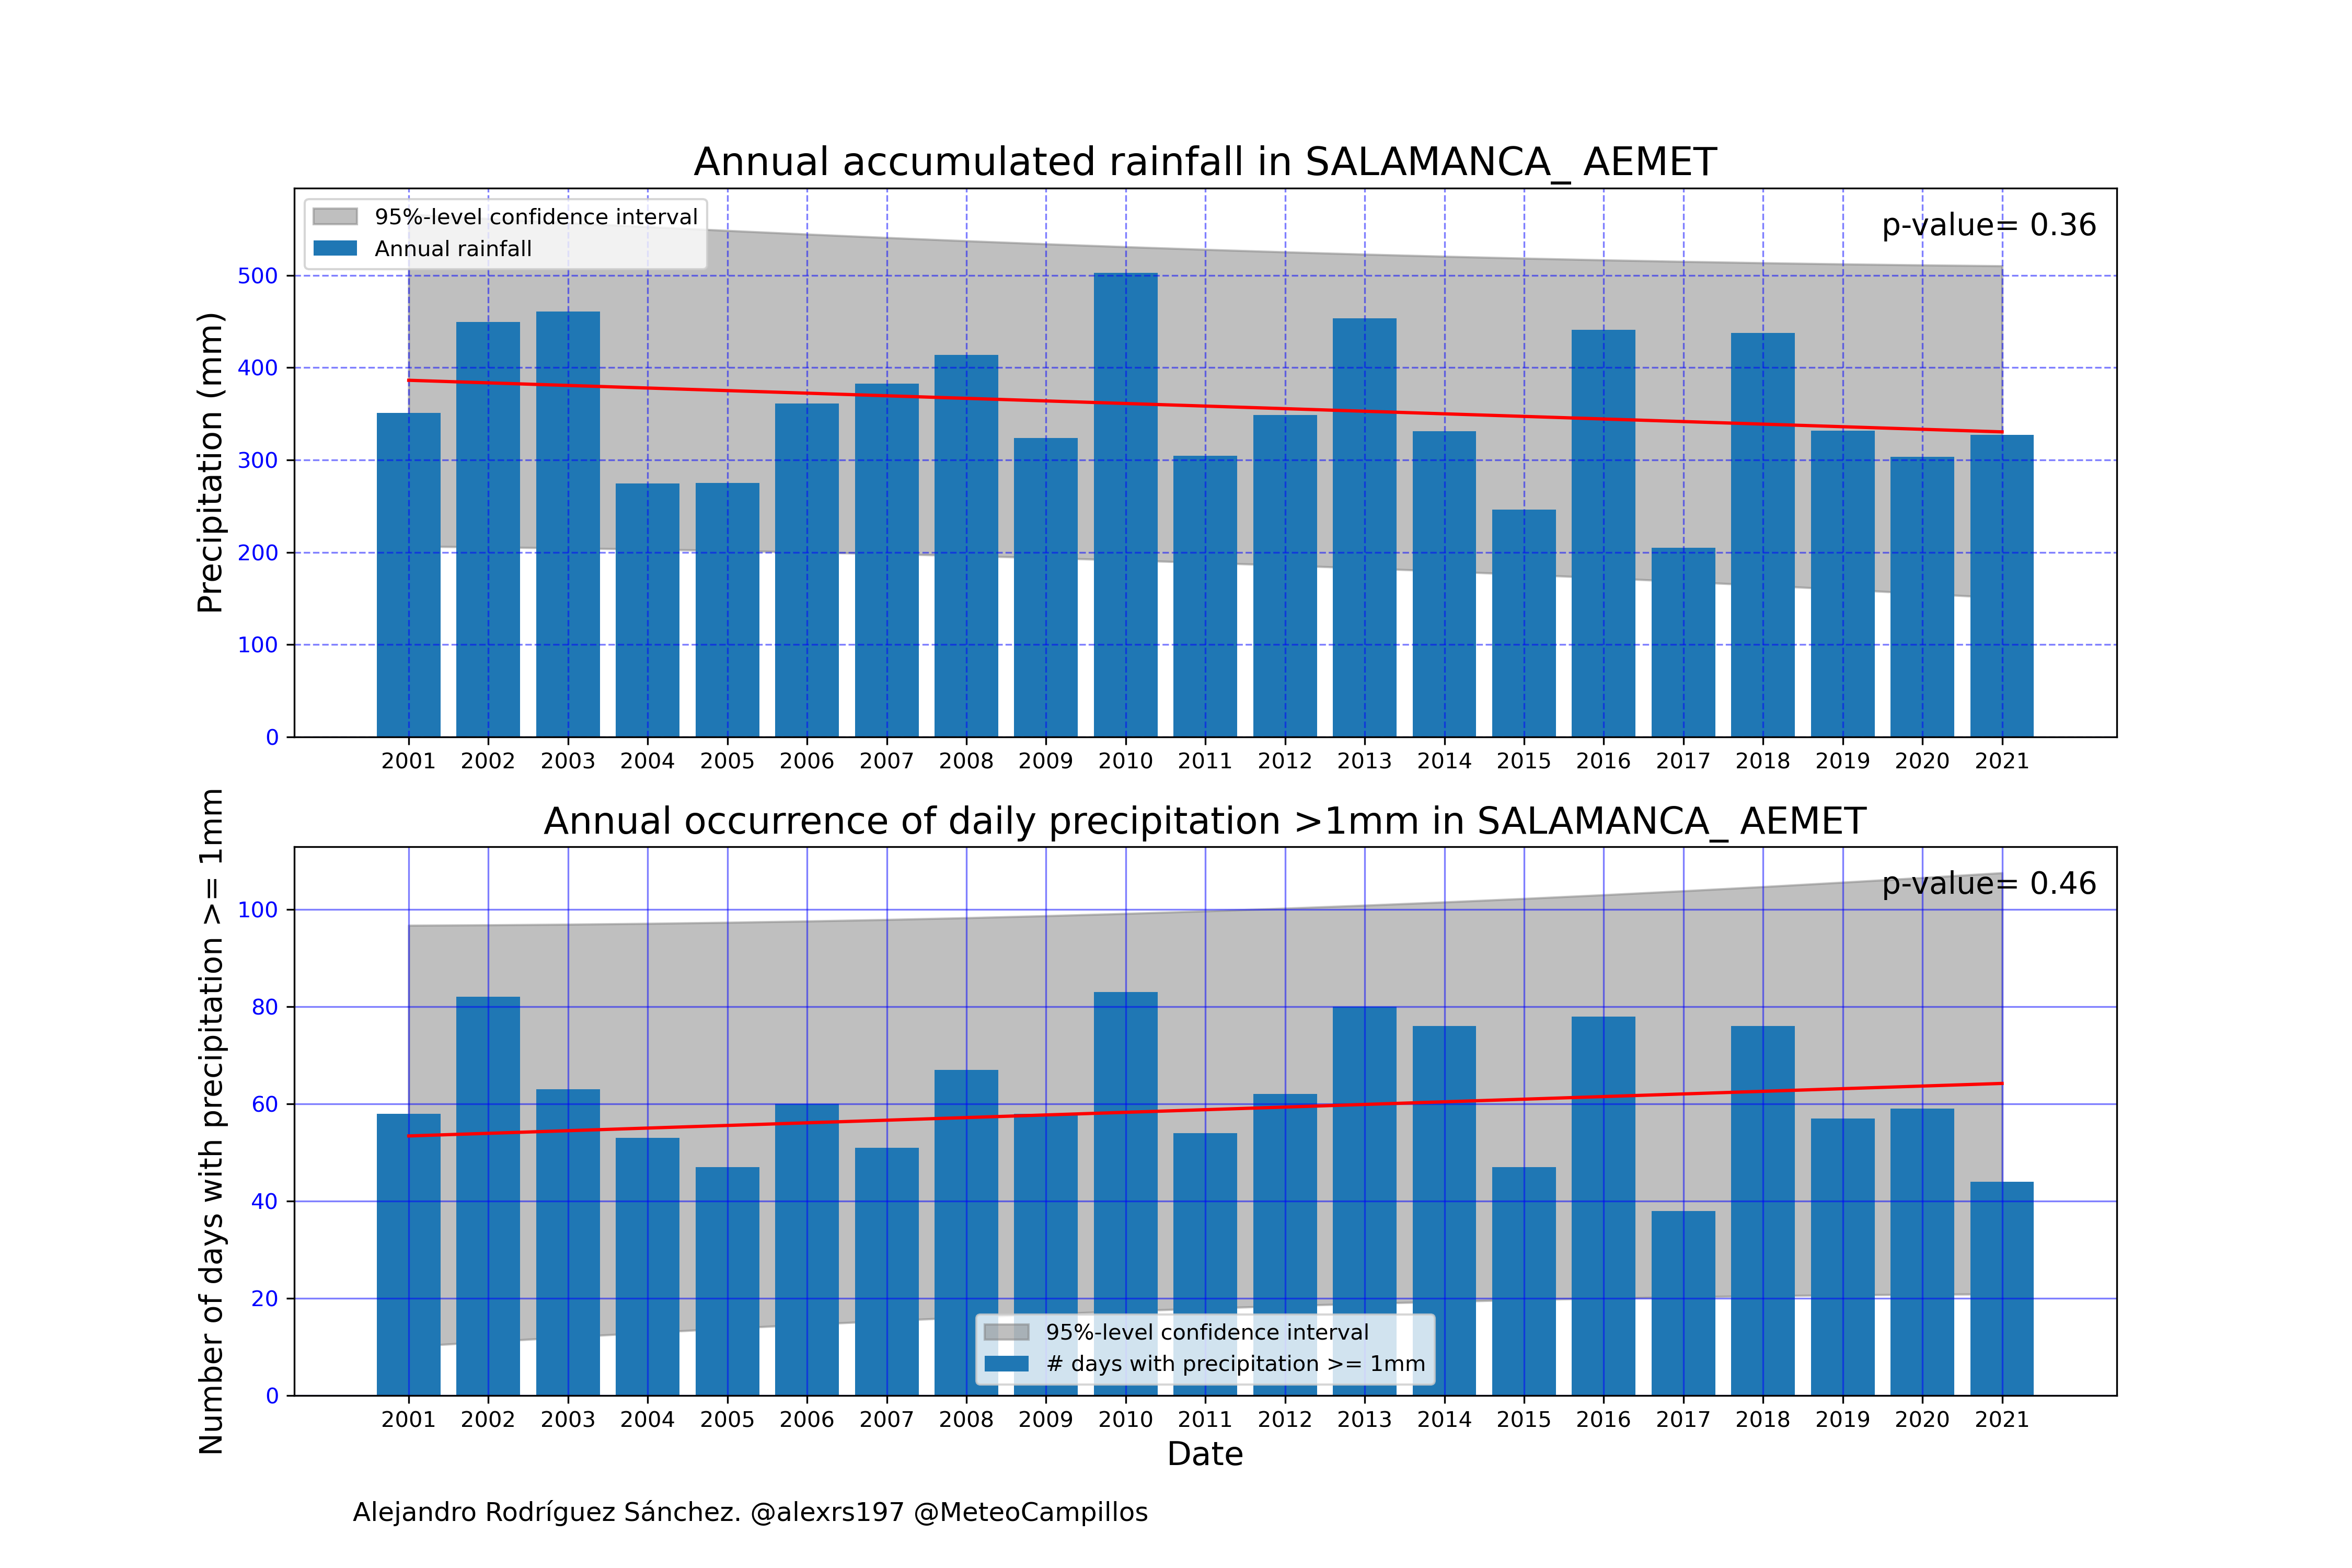 Annual accumulated rainfall in SALAMANCA_ AEMET
95%-level confidence interval
Annual rainfall
p-value= 0.36
Precipitation (mm)
500
400
300
200
100
0
2001 2002 2003 2004 2005 2006 2007 2008 2009 2010 2011 2012 2013 2014 2015 2016 2017 2018 2019 2020 2021
Annual occurrence of daily precipitation >1mm in SALAMANCA_ AEMET
p-value= 0.46
Number of days with precipitation >= 1mm
100
80
60
40
20
0
95%-level confidence interval
# days with precipitation >= 1mm
2001 2002 2003 2004 2005 2006 2007 2008 2009 2010 2011 2012 2013 2014 2015 2016 2017 2018 2019 2020 2021
Date
Alejandro Rodríguez Sánchez. @alexrs197 @MeteoCampillos